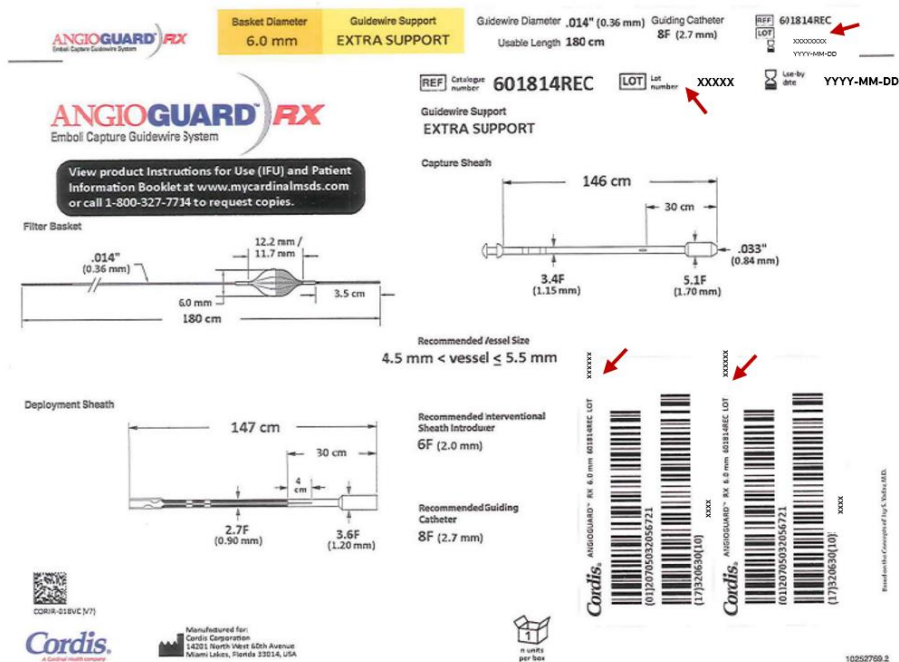 ANGIOGUARD™ RX
Emboli Capture Guidewire System
Basket Diameter
6.0 mm
Guidewire Support
EXTRA SUPPORT
Guidewire Diameter .014" (0.36 mm)
Usable Length 180 cm
Guiding Catheter
8F (2.7 mm)
REF 601814REC
LOT XXXXXXXX
YYYY-MM-DD
REF Catalogue number 601814REC
LOT Lot number XXXXX
Use-by date YYYY-MM-DD
ANGIOGUARD™ RX
Emboli Capture Guidewire System
View product Instructions for Use (IFU) and Patient
Information Booklet at www.mycardinalmsds.com
or call 1-800-327-7714 to request copies.
Guidewire Support
EXTRA SUPPORT
Capture Sheath
146 cm
30 cm
.033"
(0.84 mm)
3.4F
(1.15 mm)
5.1F
(1.70 mm)
Filter Basket
.014"
(0.36 mm)
12.2 mm /
11.7 mm
6.0 mm
3.5 cm
180 cm
Recommended Vessel Size
4.5 mm < vessel ≤ 5.5 mm
Deployment Sheath
147 cm
30 cm
4
cm
2.7F
(0.90 mm)
3.6F
(1.20 mm)
Recommended Interventional
Sheath Introducer
6F (2.0 mm)
Recommended Guiding
Catheter
8F (2.7 mm)
Cordis® ANGIOGUARD™ RX 6.0 mm 601814REC LOT XXXXXX
(01)20705032056721
(17)320630(10) XXXX
Cordis® ANGIOGUARD™ RX 6.0 mm 601814REC LOT XXXXXX
(01)20705032056721
(17)320630(10) XXXX
Based on the Concepts of Jay S. Yadav, M.D.
CORIR-018VC (V7)
Cordis®
A Cardinal Health company
Manufactured for:
Cordis Corporation
14201 North West 60th Avenue
Miami Lakes, Florida 33014, USA
1
n units
per box
10252769.2